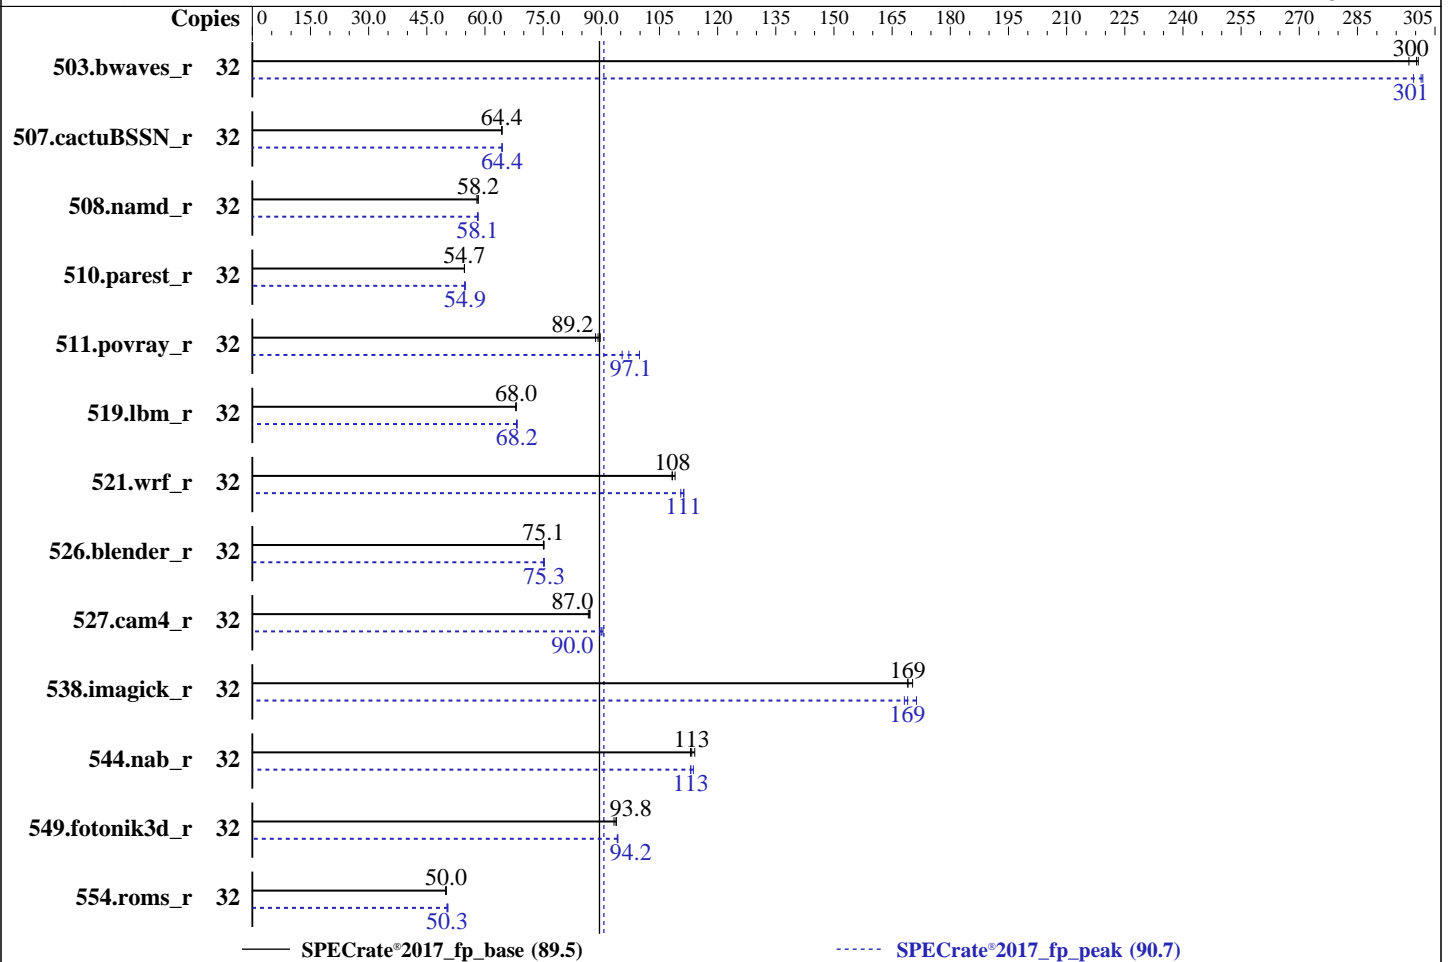 Copies 0 15.0 30.0 45.0 60.0 75.0 90.0 105 120 135 150 165 180 195 210 225 240 255 270 285 305
300
503.bwaves_r 32
301
64.4
507.cactuBSSN_r 32
64.4
58.2
508.namd_r 32
58.1
54.7
510.parest_r 32
54.9
89.2
511.povray_r 32
97.1
68.0
519.lbm_r 32
68.2
108
521.wrf_r 32
111
75.1
526.blender_r 32
75.3
87.0
527.cam4_r 32
90.0
169
538.imagick_r 32
169
113
544.nab_r 32
113
93.8
549.fotonik3d_r 32
94.2
50.0
554.roms_r 32
50.3
SPECrate®2017_fp_base (89.5) SPECrate®2017_fp_peak (90.7)